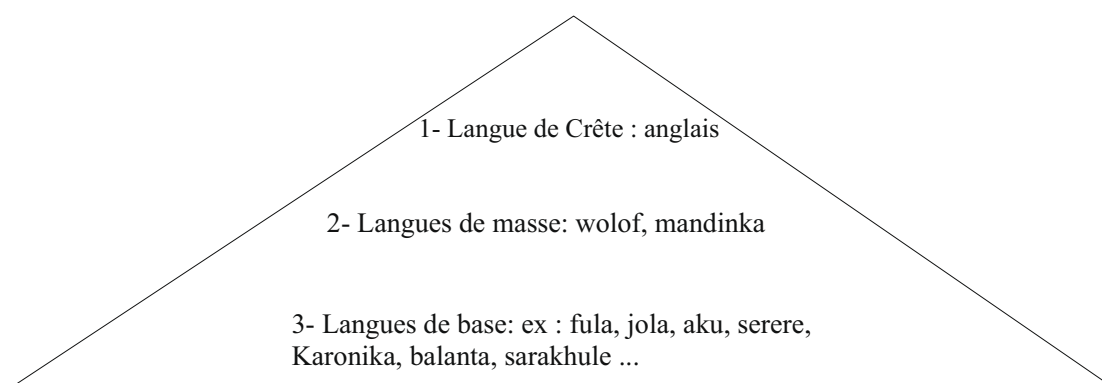 1- Langue de Crête : anglais
2- Langues de masse: wolof, mandinka
3- Langues de base: ex : fula, jola, aku, serere,
Karonika, balanta, sarakhule ...